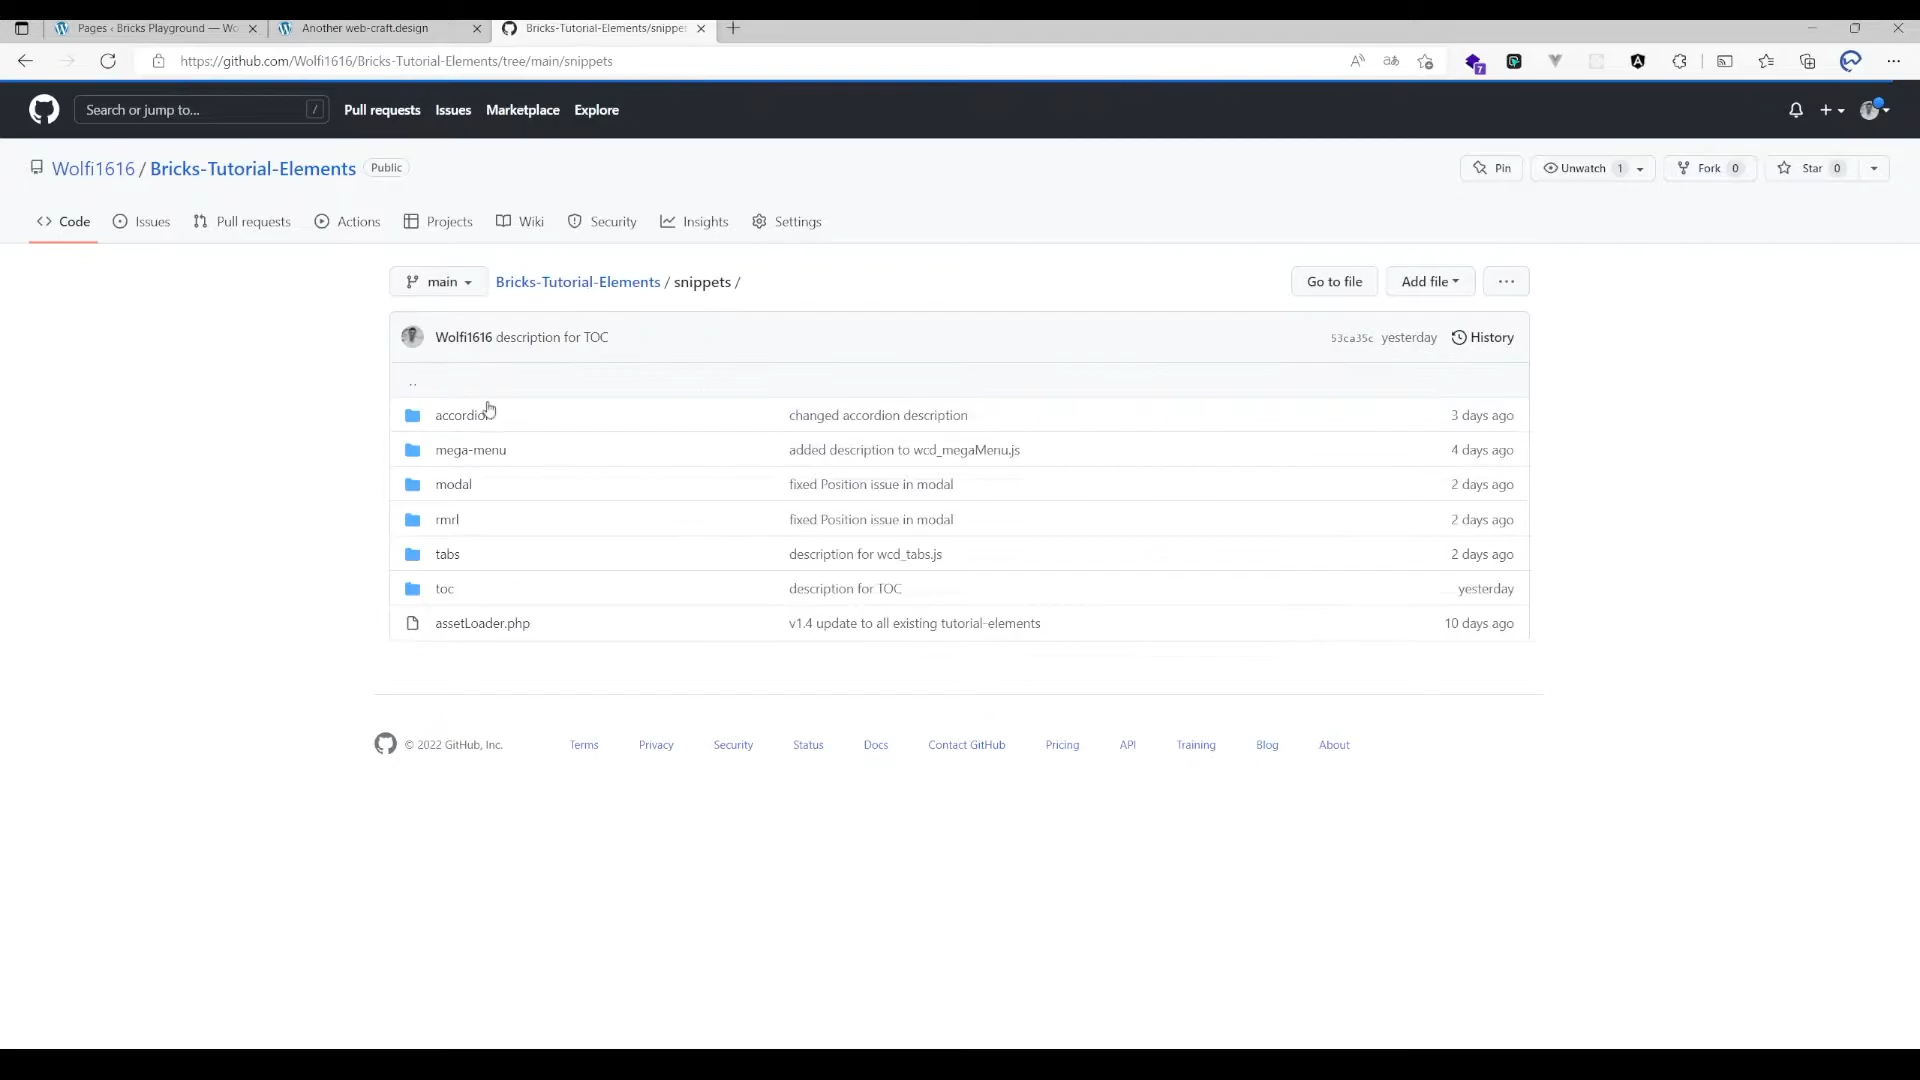 Pages ‹ Bricks Playground — Wo
Another web-craft.design
Bricks-Tutorial-Elements/snippet
https://github.com/Wolfi1616/Bricks-Tutorial-Elements/tree/main/snippets
7
Search or jump to... /
Pull requests Issues Marketplace Explore
Wolfi1616 / Bricks-Tutorial-Elements Public
Pin Unwatch 1 Fork 0 Star 0
Code Issues Pull requests Actions Projects Wiki Security Insights Settings
main Bricks-Tutorial-Elements / snippets / Go to file Add file ...
Wolfi1616 description for TOC 53ca35c yesterday History
..
accordion changed accordion description 3 days ago
mega-menu added description to wcd_megaMenu.js 4 days ago
modal fixed Position issue in modal 2 days ago
rmrl fixed Position issue in modal 2 days ago
tabs description for wcd_tabs.js 2 days ago
toc description for TOC yesterday
assetLoader.php v1.4 update to all existing tutorial-elements 10 days ago
© 2022 GitHub, Inc. Terms Privacy Security Status Docs Contact GitHub Pricing API Training Blog About